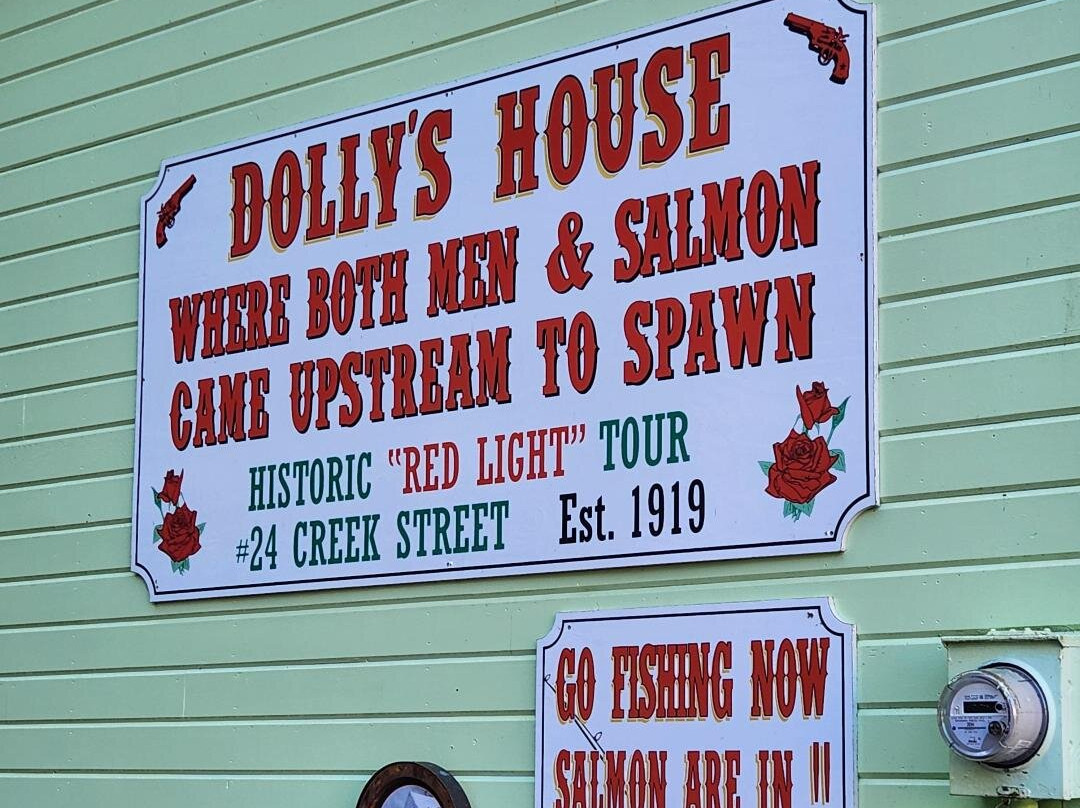 DOLLY'S HOUSE
WHERE BOTH MEN & SALMON
CAME UPSTREAM TO SPAWN
HISTORIC "RED LIGHT" TOUR
#24 CREEK STREET Est. 1919
GO FISHING NOW
SALMON ARE IN !!